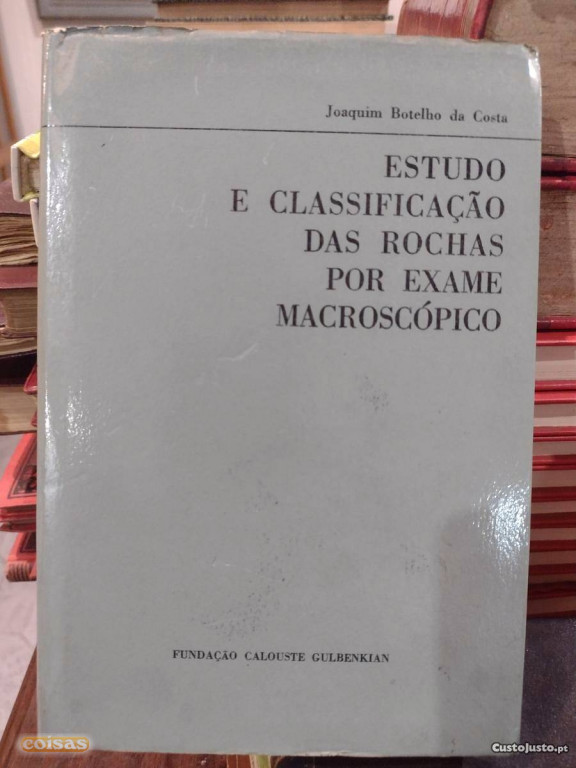 Joaquim Botelho da Costa
ESTUDO
E CLASSIFICAÇÃO
DAS ROCHAS
POR EXAME
MACROSCÓPICO
FUNDAÇÃO CALOUSTE GULBENKIAN
coisas
CustoJusto.pt